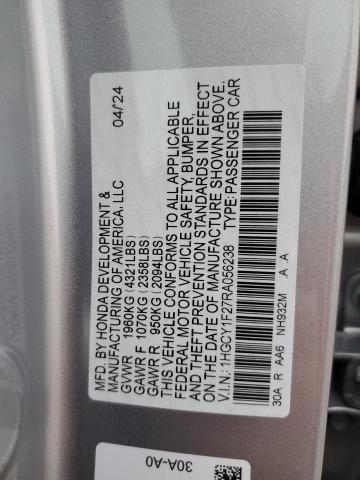 MFD. BY HONDA DEVELOPMENT & 04/24
MANUFACTURING OF AMERICA, LLC
GVWR 1960KG (4321LBS)
GAWR F 1070KG (2358LBS)
GAWR R 950KG (2094LBS)
THIS VEHICLE CONFORMS TO ALL APPLICABLE
FEDERAL MOTOR VEHICLE SAFETY, BUMPER,
AND THEFT PREVENTION STANDARDS IN EFFECT
ON THE DATE OF MANUFACTURE SHOWN ABOVE.
V.I.N.: 1HGCY1F27RA056238 TYPE: PASSENGER CAR
30A R AA6 NH932M A A
30A-A0